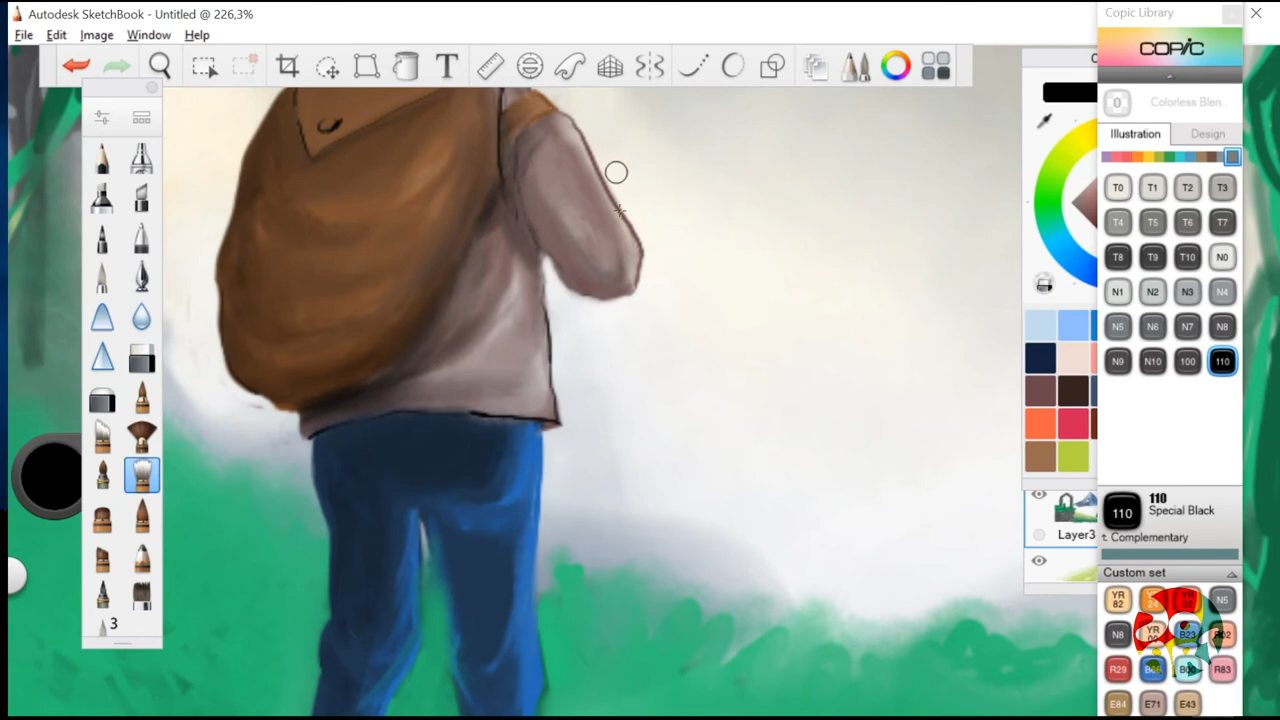 Autodesk SketchBook - Untitled @ 226,3%
File Edit Image Window Help
T
3
Layer3
Copic Library
COPIC
0 Colorless Blen.
Illustration Design
T0 T1 T2 T3
T4 T5 T6 T7
T8 T9 T10 N0
N1 N2 N3 N4
N5 N6 N7 N8
N9 N10 100 110
110 110
Special Black
Complementary
Custom set
YR 82 N5
N8 B23
R29 B00 R83
E84 E71 E43